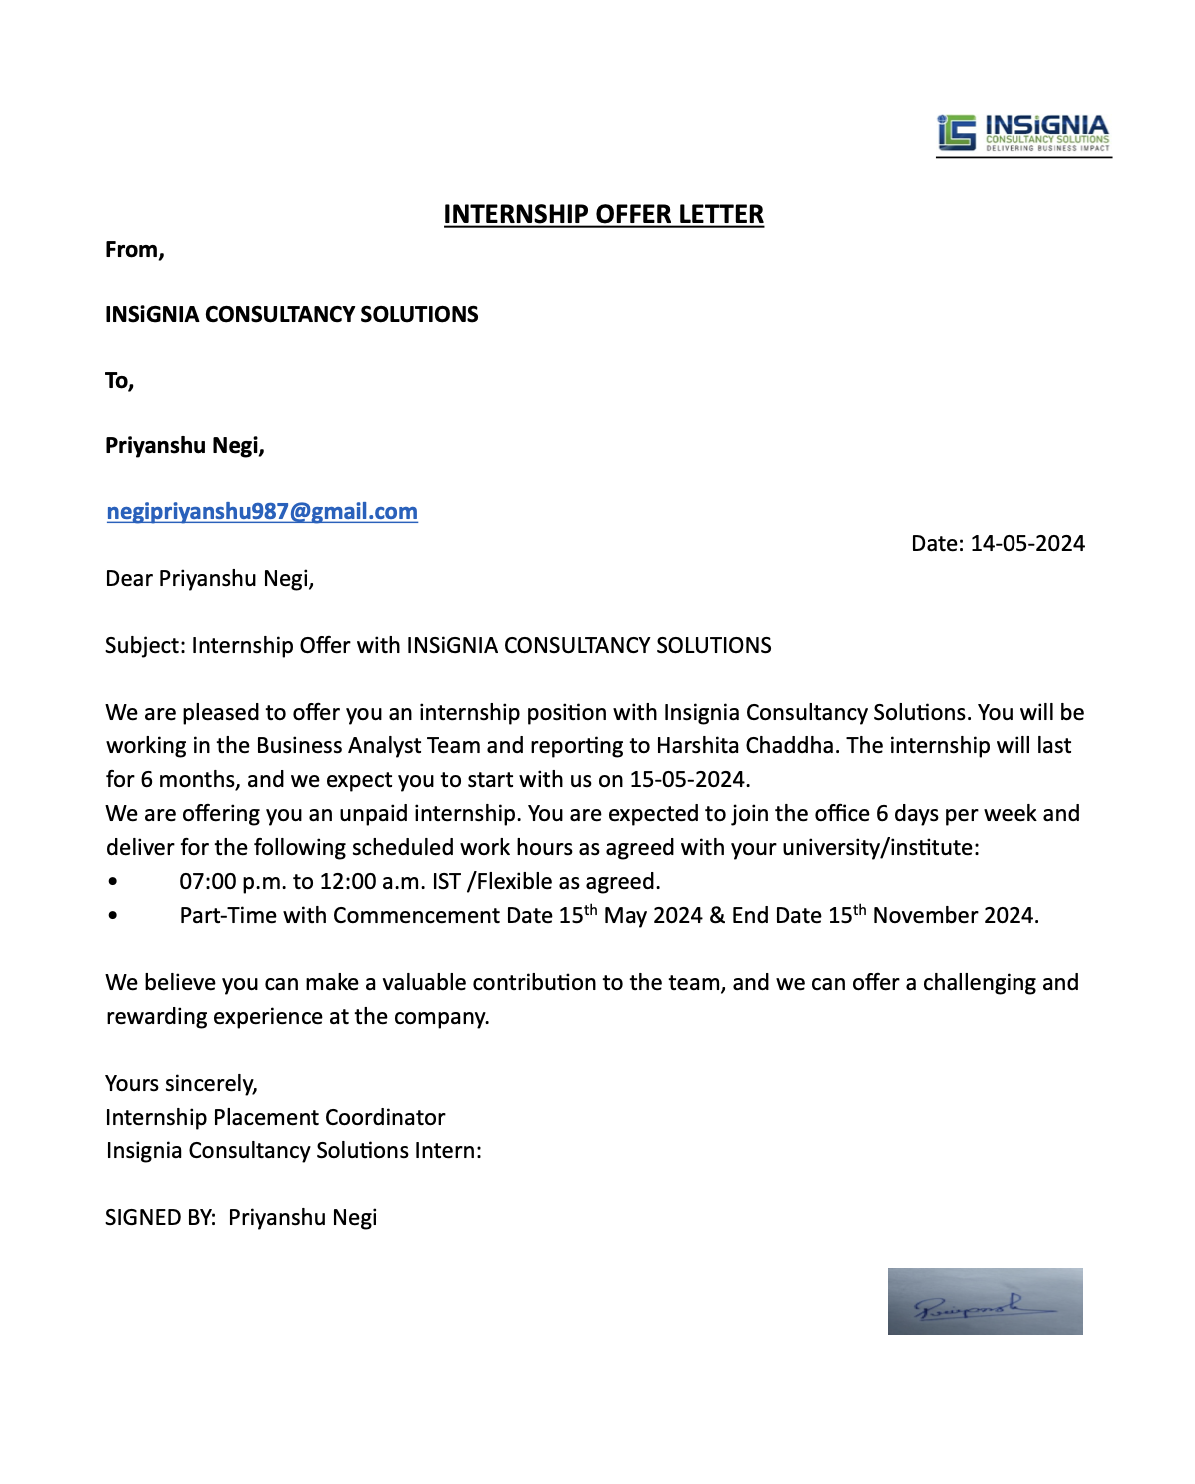 INSiGNIA
CONSULTANCY SOLUTIONS
DELIVERING BUSINESS IMPACT
INTERNSHIP OFFER LETTER
From,
INSiGNIA CONSULTANCY SOLUTIONS
To,
Priyanshu Negi,
negipriyanshu987@gmail.com
Date: 14-05-2024
Dear Priyanshu Negi,
Subject: Internship Offer with INSiGNIA CONSULTANCY SOLUTIONS
We are pleased to offer you an internship position with Insignia Consultancy Solutions. You will be
working in the Business Analyst Team and reporting to Harshita Chaddha. The internship will last
for 6 months, and we expect you to start with us on 15-05-2024.
We are offering you an unpaid internship. You are expected to join the office 6 days per week and
deliver for the following scheduled work hours as agreed with your university/institute:
• 07:00 p.m. to 12:00 a.m. IST /Flexible as agreed.
• Part-Time with Commencement Date 15th May 2024 & End Date 15th November 2024.
We believe you can make a valuable contribution to the team, and we can offer a challenging and
rewarding experience at the company.
Yours sincerely,
Internship Placement Coordinator
Insignia Consultancy Solutions Intern:
SIGNED BY:  Priyanshu Negi